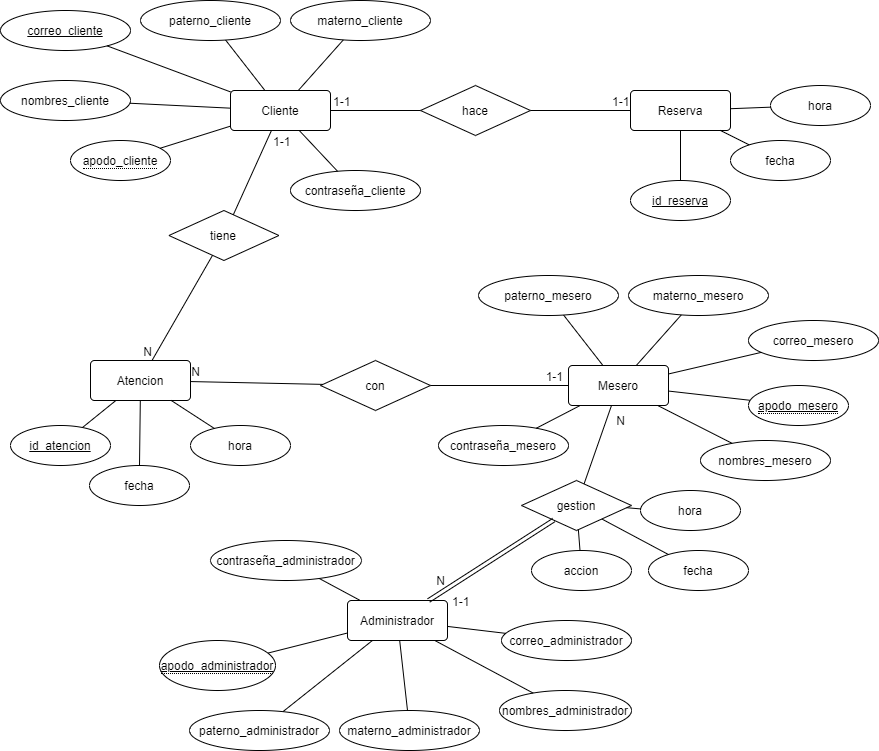 paterno_cliente
materno_cliente
correo_cliente
nombres_cliente
Cliente
1-1
hace
1-1
Reserva
hora
apodo_cliente
1-1
contraseña_cliente
fecha
id_reserva
tiene
paterno_mesero
materno_mesero
correo_mesero
N
Atencion
N
con
1-1
Mesero
apodo_mesero
id_atencion
hora
contraseña_mesero
N
nombres_mesero
fecha
gestion
hora
contraseña_administrador
accion
fecha
N
1-1
Administrador
correo_administrador
apodo_administrador
nombres_administrador
paterno_administrador
materno_administrador